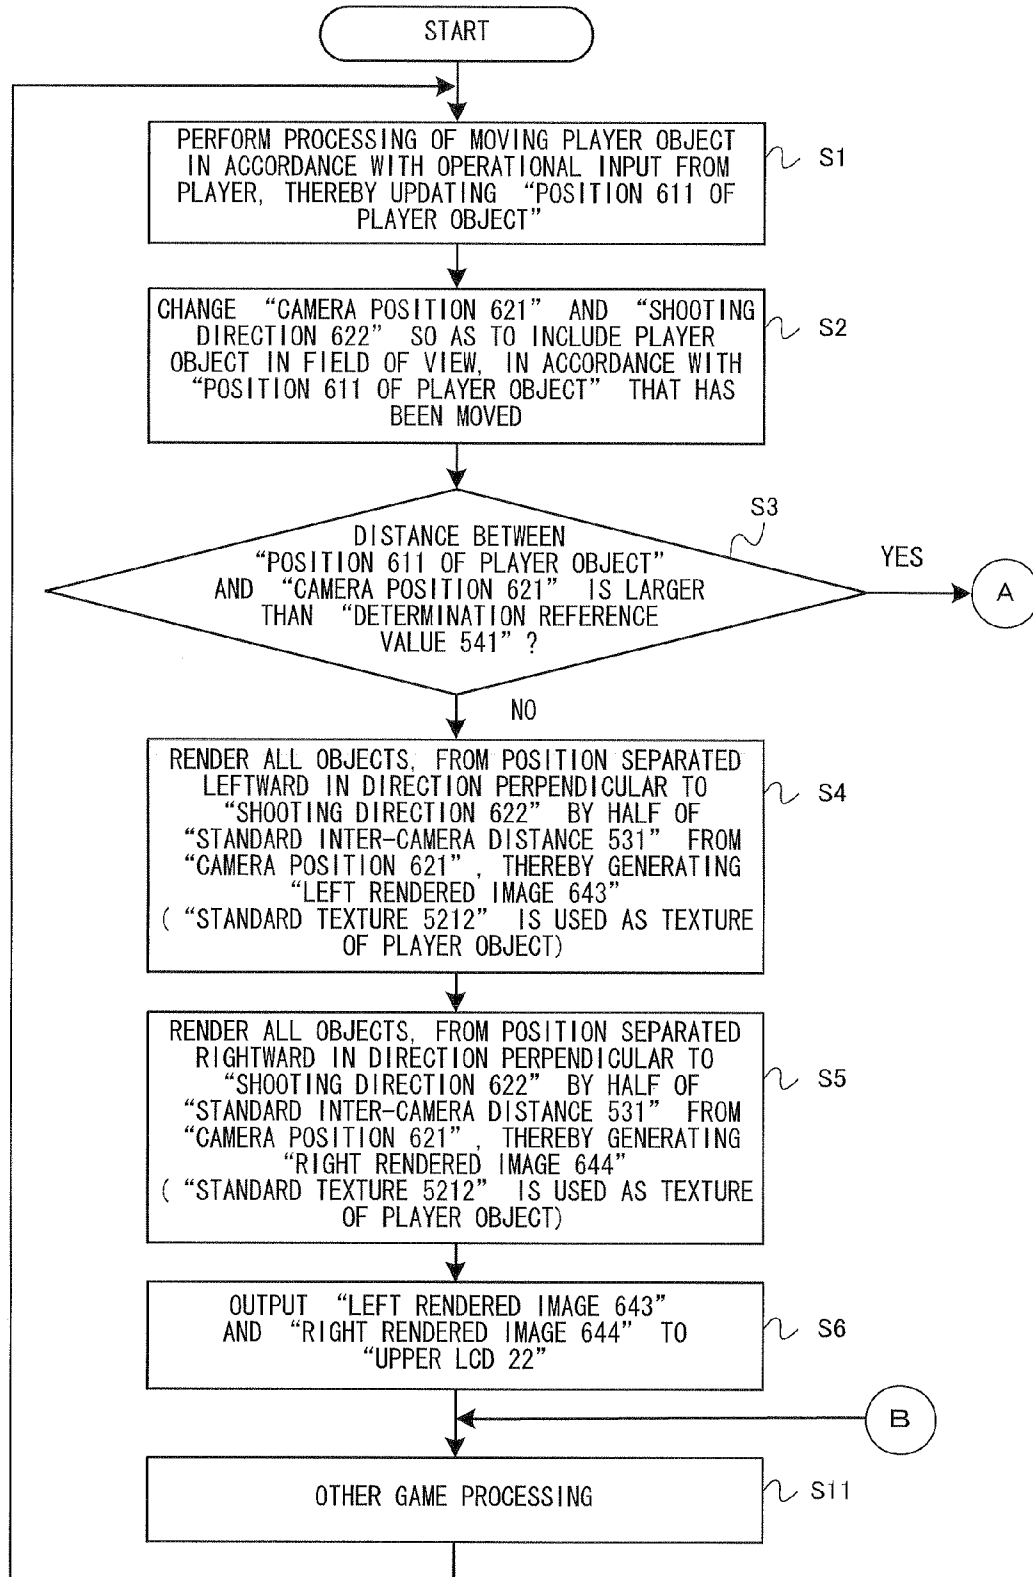 START
PERFORM PROCESSING OF MOVING PLAYER OBJECT
IN ACCORDANCE WITH OPERATIONAL INPUT FROM
PLAYER, THEREBY UPDATING “POSITION 611 OF
PLAYER OBJECT”
S1
CHANGE “CAMERA POSITION 621” AND “SHOOTING
DIRECTION 622” SO AS TO INCLUDE PLAYER
OBJECT IN FIELD OF VIEW, IN ACCORDANCE WITH
“POSITION 611 OF PLAYER OBJECT” THAT HAS
BEEN MOVED
S2
DISTANCE BETWEEN
“POSITION 611 OF PLAYER OBJECT”
AND “CAMERA POSITION 621” IS LARGER
THAN “DETERMINATION REFERENCE
VALUE 541” ?
S3
YES
A
NO
RENDER ALL OBJECTS, FROM POSITION SEPARATED
LEFTWARD IN DIRECTION PERPENDICULAR TO
“SHOOTING DIRECTION 622” BY HALF OF
“STANDARD INTER-CAMERA DISTANCE 531” FROM
“CAMERA POSITION 621”, THEREBY GENERATING
“LEFT RENDERED IMAGE 643”
( “STANDARD TEXTURE 5212” IS USED AS TEXTURE
OF PLAYER OBJECT)
S4
RENDER ALL OBJECTS, FROM POSITION SEPARATED
RIGHTWARD IN DIRECTION PERPENDICULAR TO
“SHOOTING DIRECTION 622” BY HALF OF
“STANDARD INTER-CAMERA DISTANCE 531” FROM
“CAMERA POSITION 621”, THEREBY GENERATING
“RIGHT RENDERED IMAGE 644”
( “STANDARD TEXTURE 5212” IS USED AS TEXTURE
OF PLAYER OBJECT)
S5
OUTPUT “LEFT RENDERED IMAGE 643”
AND “RIGHT RENDERED IMAGE 644” TO
“UPPER LCD 22”
S6
B
OTHER GAME PROCESSING
S11